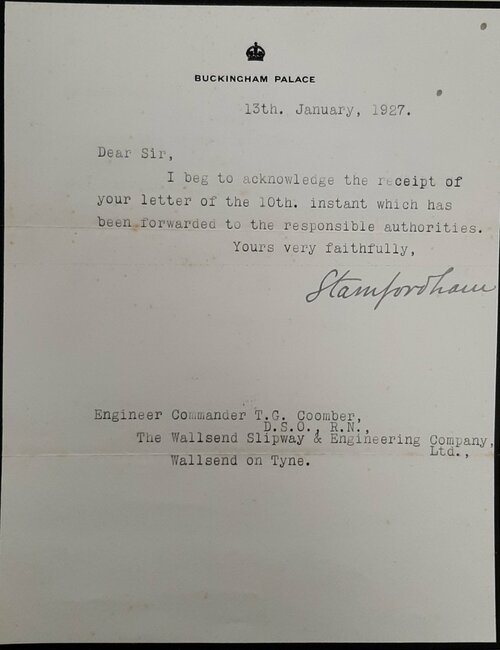 BUCKINGHAM PALACE
13th. January, 1927.
Dear Sir,
I beg to acknowledge the receipt of
your letter of the 10th. instant which has
been forwarded to the responsible authorities.
Yours very faithfully,
Stamfordham
Engineer Commander T.G. Coomber,
D.S.O., R.N.,
The Wallsend Slipway & Engineering Company,
Ltd.,
Wallsend on Tyne.